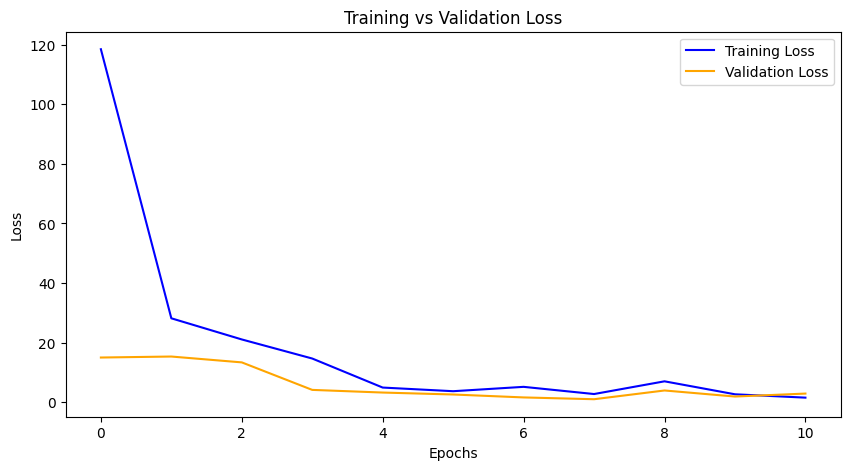 Training vs Validation Loss
Training Loss
Validation Loss
120
100
80
60
40
20
0
Loss
0 2 4 6 8 10
Epochs